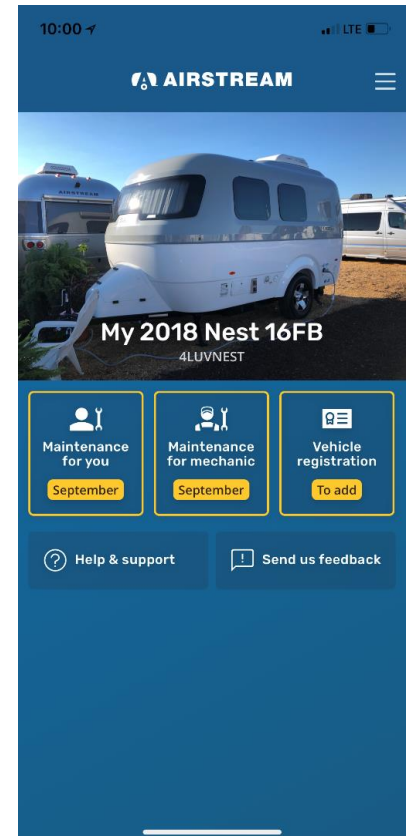 10:00
LTE
AIRSTREAM
AIRSTREAM
My 2018 Nest 16FB
4LUVNEST
Maintenance
for you
September
Maintenance
for mechanic
September
Vehicle
registration
To add
Help & support
Send us feedback